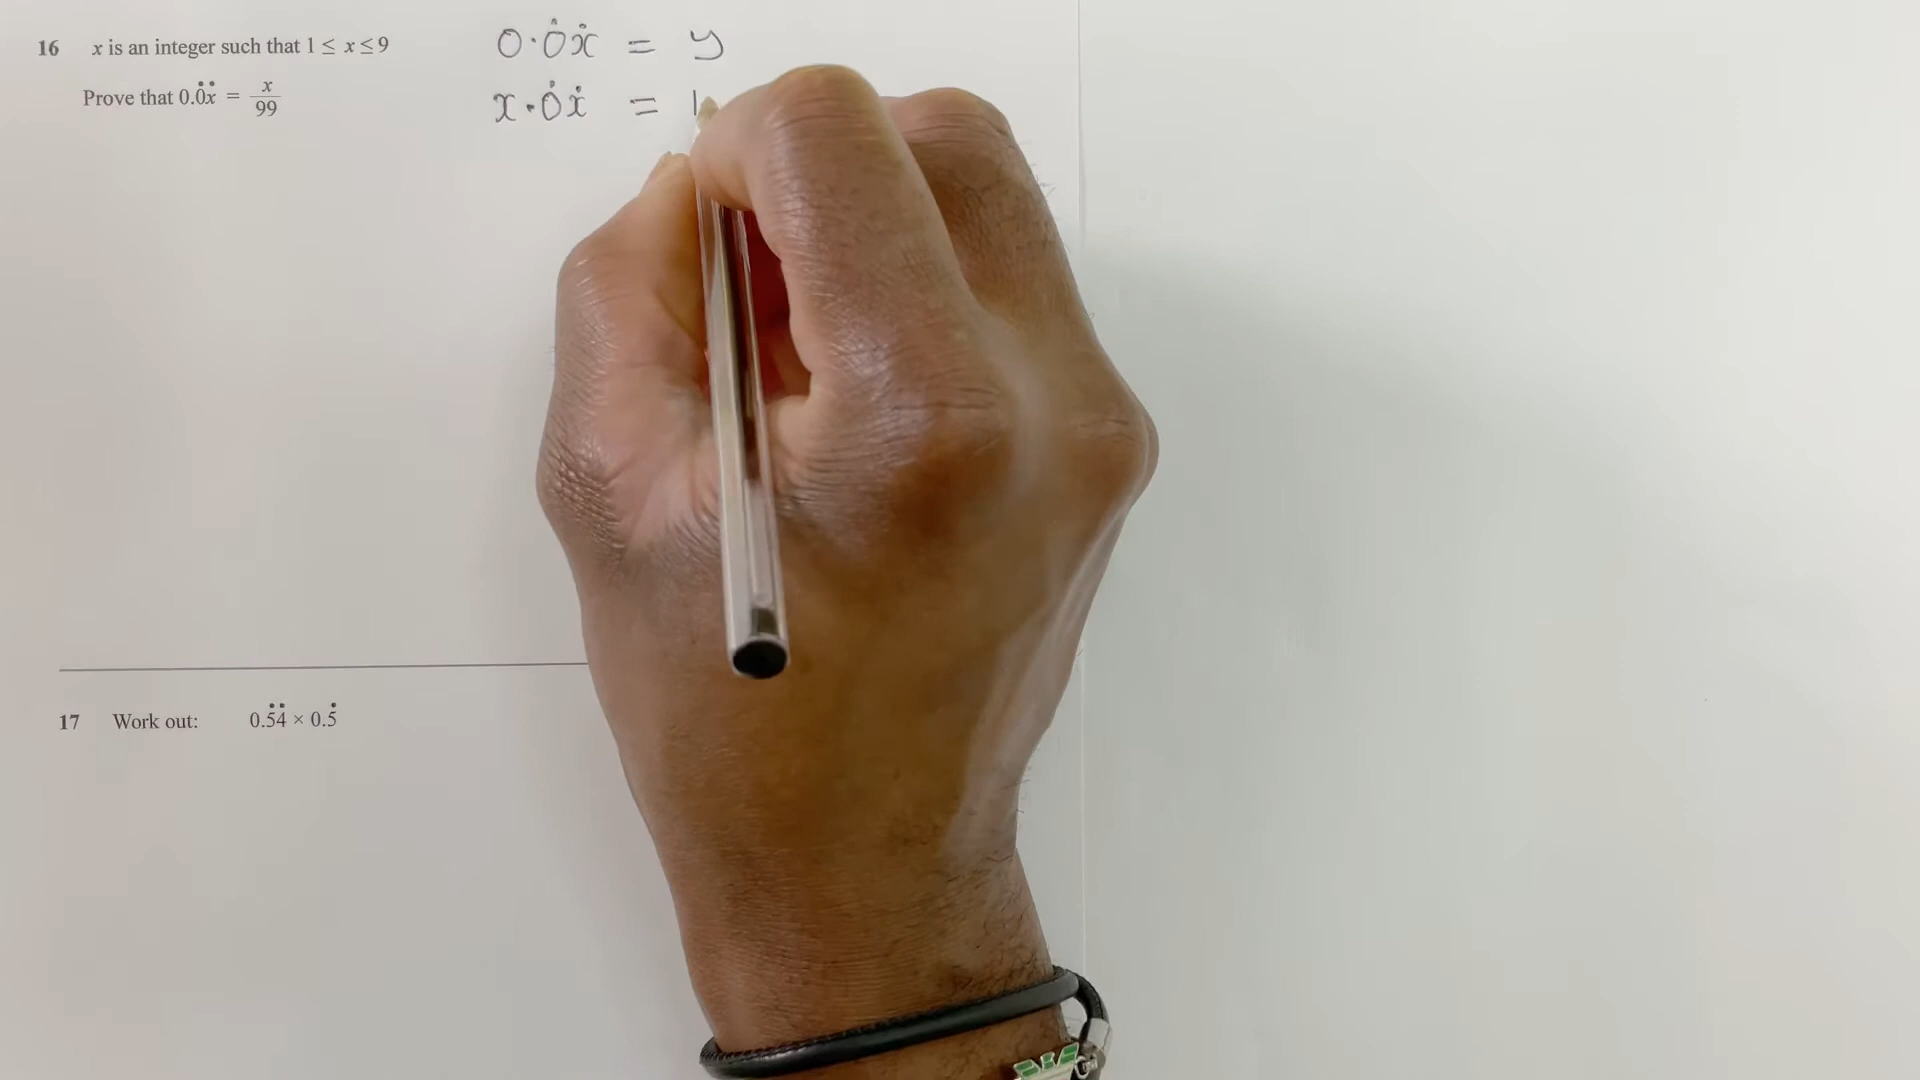 16 x is an integer such that 1 ≤ x ≤ 9
Prove that 0.0̇ẋ = x/99
0·0̇ẋ = y
x·0̇ẋ = 1
17 Work out: 0.5̇4̇ × 0.5̇